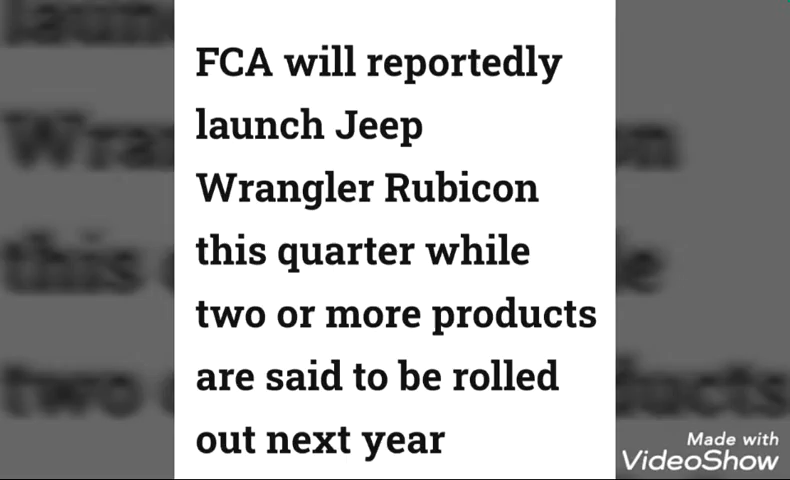 FCA will reportedly
launch Jeep
Wrangler Rubicon
this quarter while
two or more products
are said to be rolled
out next year
Made with
VideoShow